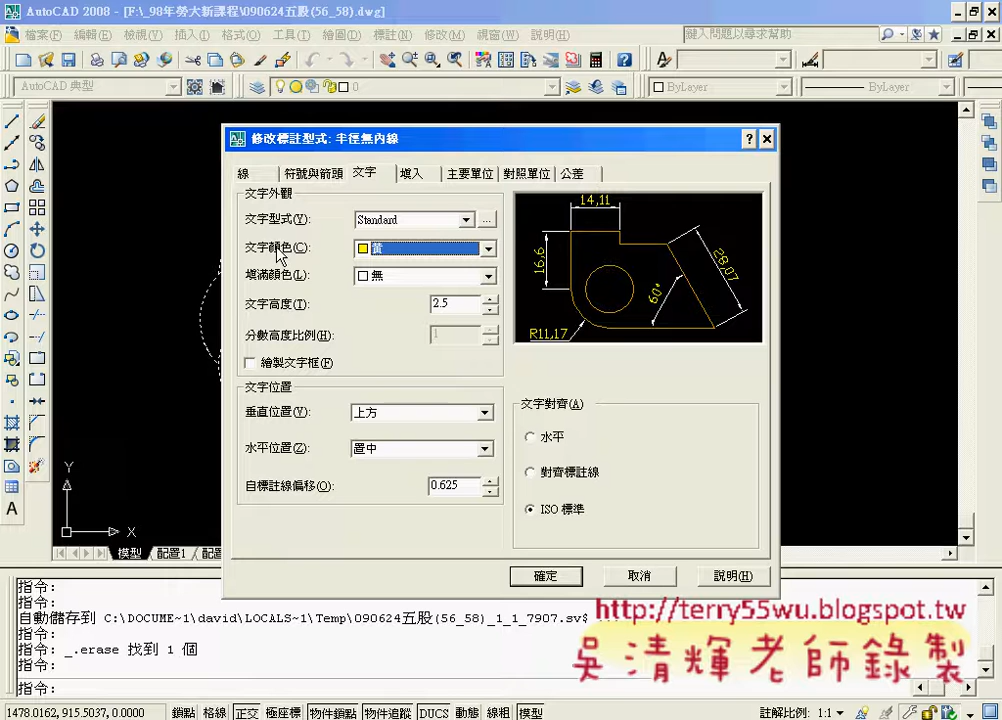 AutoCAD 2008 - [F:\_98年勞大新課程\090624五股(56_58).dwg]
檔案(F) 編輯(E) 檢視(V) 插入(I) 格式(O) 工具(T) 繪圖(D) 標註(N) 修改(M) 視窗(W) 說明(H) 鍵入問題以尋求幫助
AutoCAD 典型 0 ByLayer ByLayer
修改標註型式: 半徑無內線
線 符號與箭頭 文字 填入 主要單位 對照單位 公差
文字外觀
文字型式(Y): Standard ...
文字顏色(C): 黃
填滿顏色(L): 無
文字高度(T): 2.5
分數高度比例(H): 1
繪製文字框(F)
14,11
16,6
28,07
60°
R11,17
文字位置
垂直位置(V): 上方
水平位置(Z): 置中
自標註線偏移(O): 0.625
文字對齊(A)
水平
對齊標註線
ISO 標準
確定 取消 說明(H)
Y
X
模型 配置1 配置
指令:
指令:
自動儲存到 C:\DOCUME~1\david\LOCALS~1\Temp\090624五股(56_58)_1_1_7907.sv$ ...
指令:
指令: _.erase 找到 1 個
指令:
指令:
http://terry55wu.blogspot.tw
吳清輝老師錄製
1478.0162, 915.5037, 0.0000 鎖點 格線 正交 極座標 物件鎖點 物件追蹤 DUCS 動態 線粗 模型 註解比例: 1:1